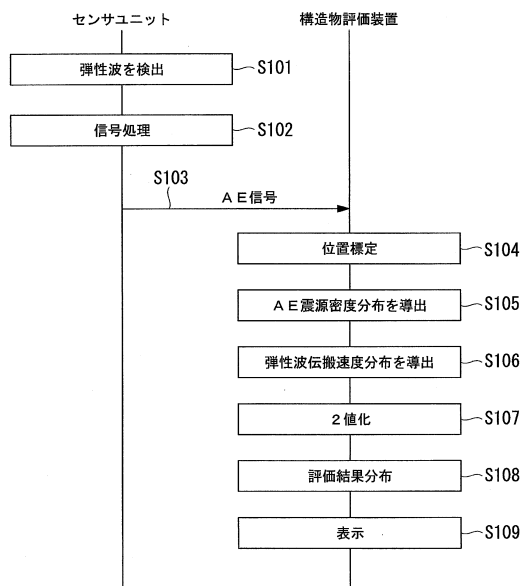 センサユニット
構造物評価装置
弾性波を検出
S101
信号処理
S102
S103
ＡＥ信号
位置標定
S104
ＡＥ震源密度分布を導出
S105
弾性波伝搬速度分布を導出
S106
２値化
S107
評価結果分布
S108
表示
S109